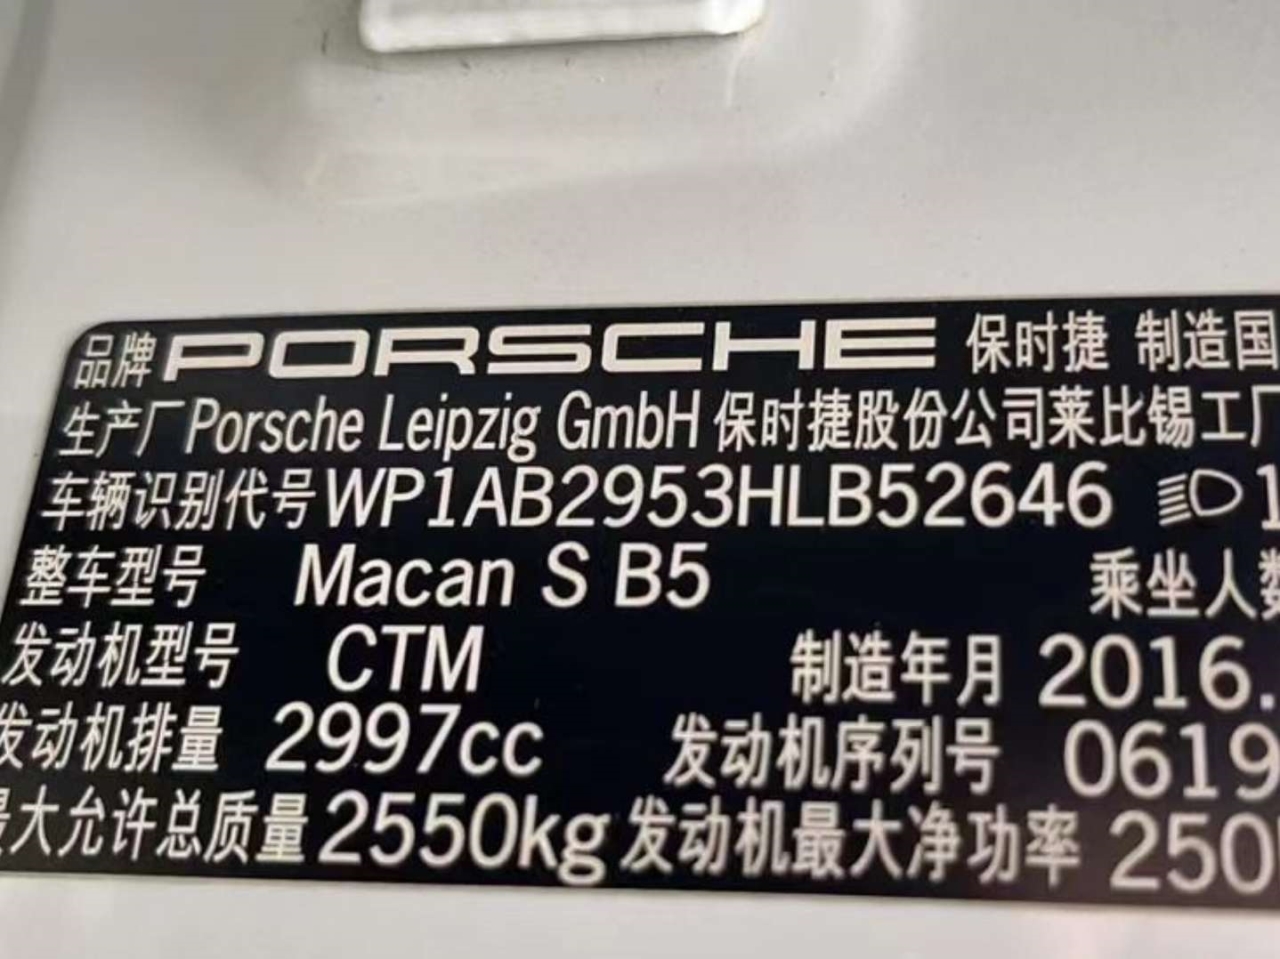 品牌 PORSCHE 保时捷 制造国
生产厂 Porsche Leipzig GmbH 保时捷股份公司莱比锡工厂
车辆识别代号 WP1AB2953HLB52646 1
整车型号 Macan S B5 乘坐人数
发动机型号 CTM 制造年月 2016.
发动机排量 2997cc 发动机序列号 0619
最大允许总质量 2550kg 发动机最大净功率 250